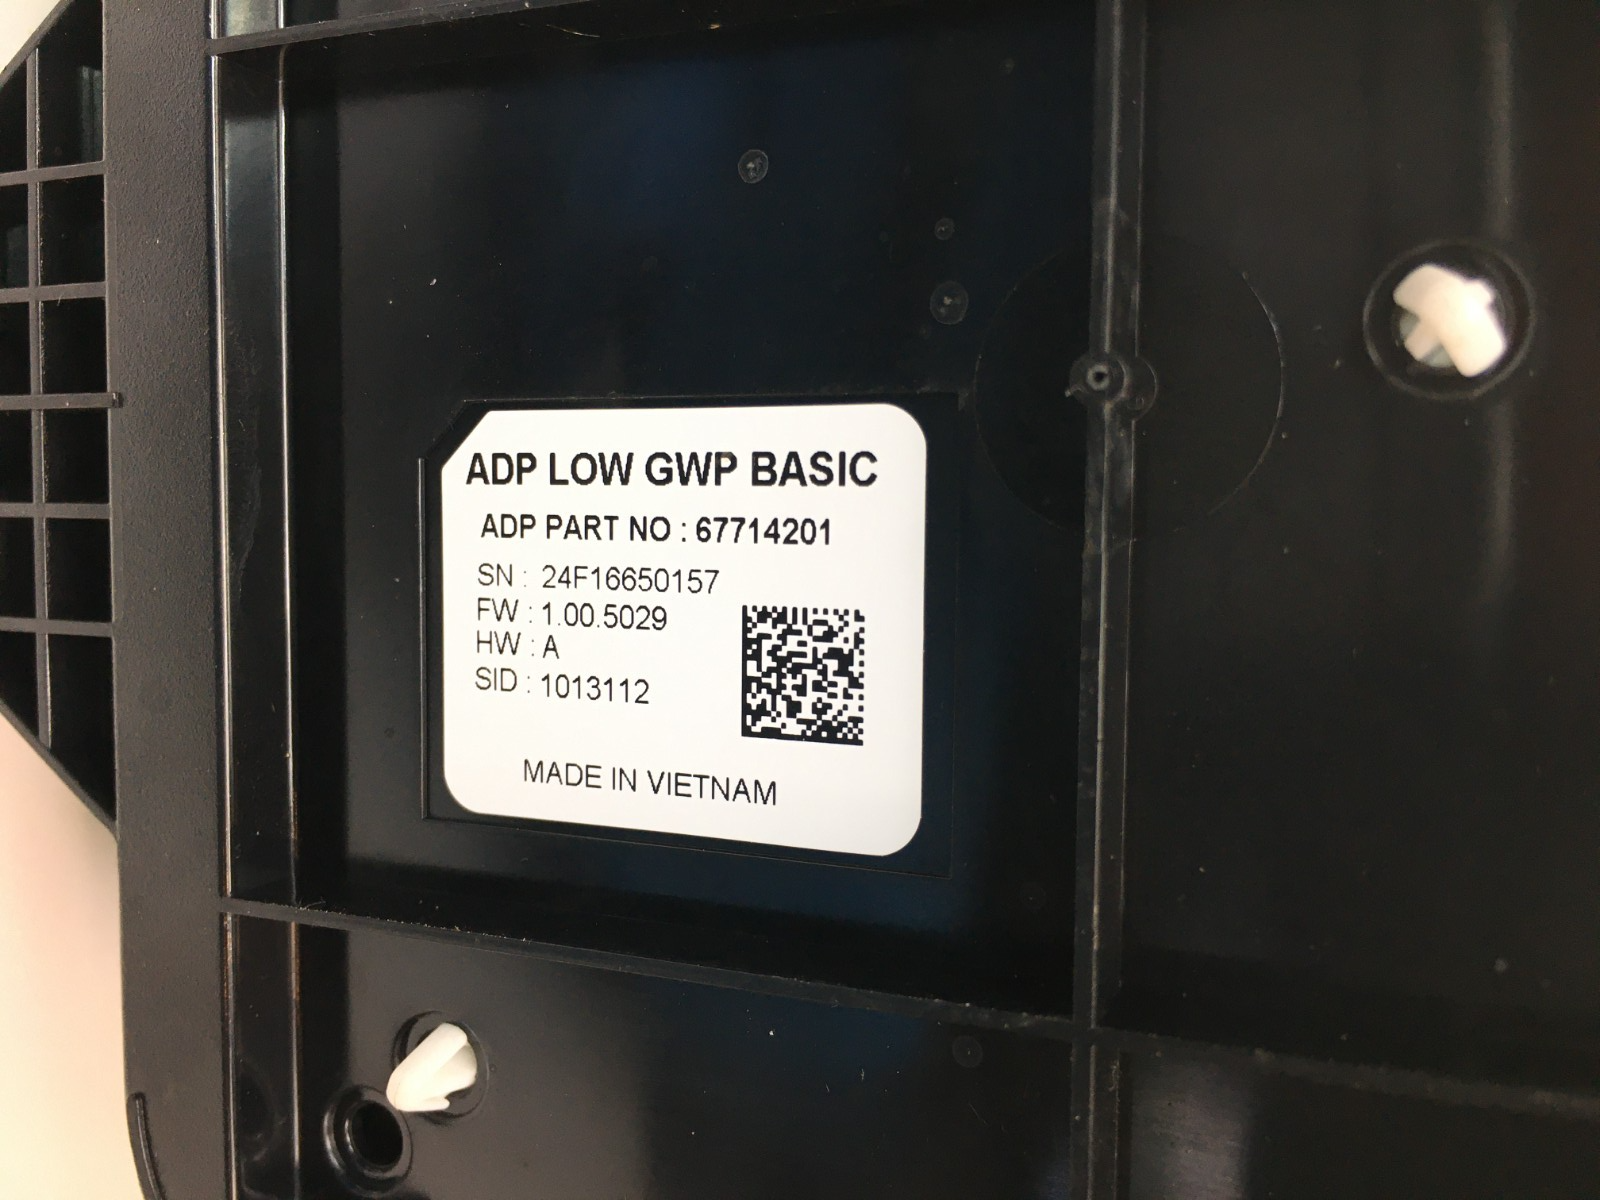 ADP LOW GWP BASIC
ADP PART NO : 67714201
SN : 24F16650157
FW : 1.00.5029
HW : A
SID : 1013112
MADE IN VIETNAM